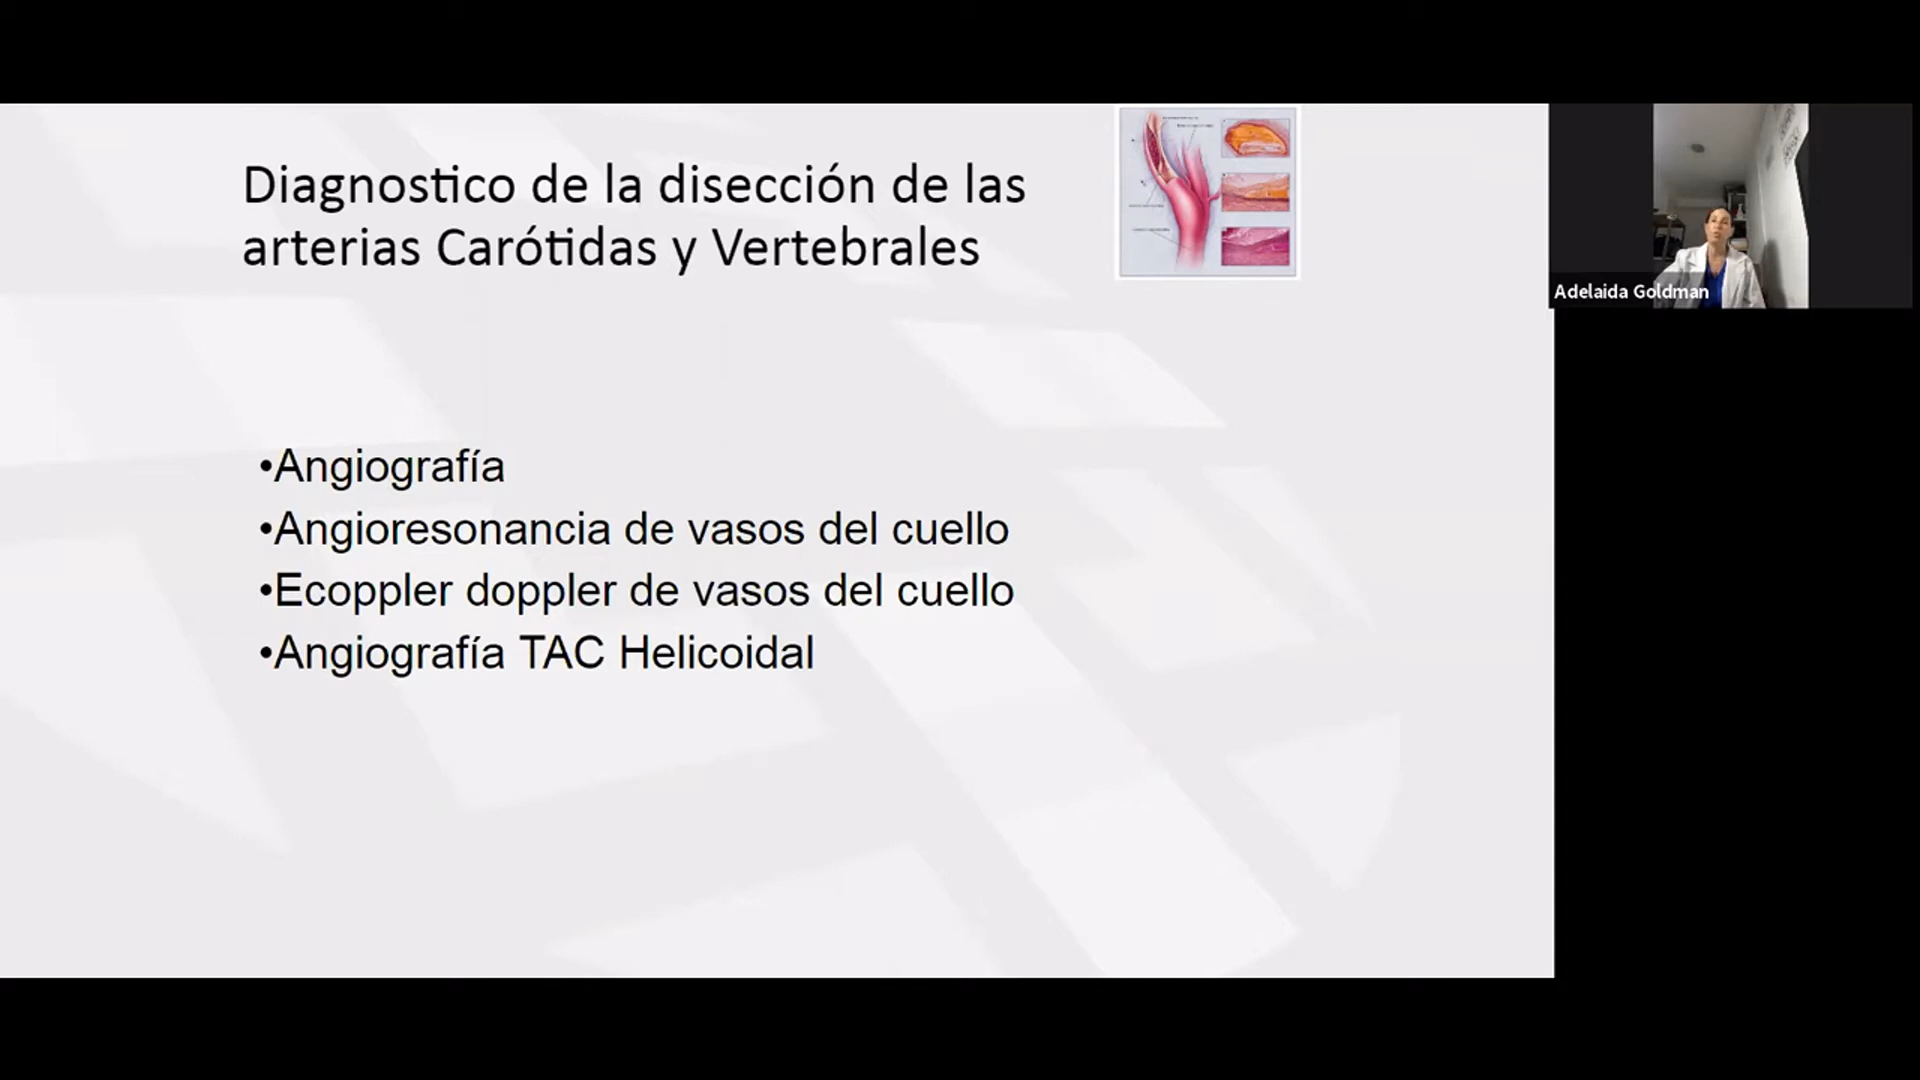 Diagnostico de la disección de las
arterias Carótidas y Vertebrales
Adelaida Goldman
•Angiografía
•Angioresonancia de vasos del cuello
•Ecoppler doppler de vasos del cuello
•Angiografía TAC Helicoidal